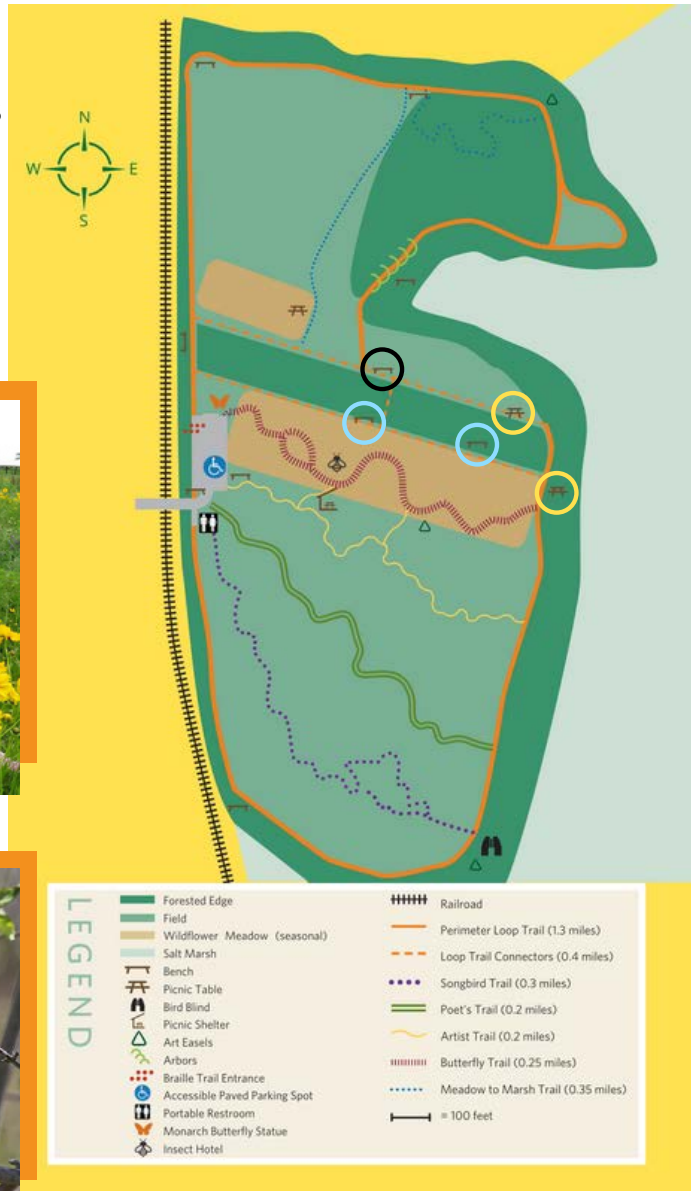 N
W
E
S
LEGEND
Forested Edge
Field
Wildflower Meadow (seasonal)
Salt Marsh
Bench
Picnic Table
Bird Blind
Picnic Shelter
Art Easels
Arbors
Braille Trail Entrance
Accessible Paved Parking Spot
Portable Restroom
Monarch Butterfly Statue
Insect Hotel
Railroad
Perimeter Loop Trail (1.3 miles)
Loop Trail Connectors (0.4 miles)
Songbird Trail (0.3 miles)
Poet's Trail (0.2 miles)
Artist Trail (0.2 miles)
Butterfly Trail (0.25 miles)
Meadow to Marsh Trail (0.35 miles)
= 100 feet